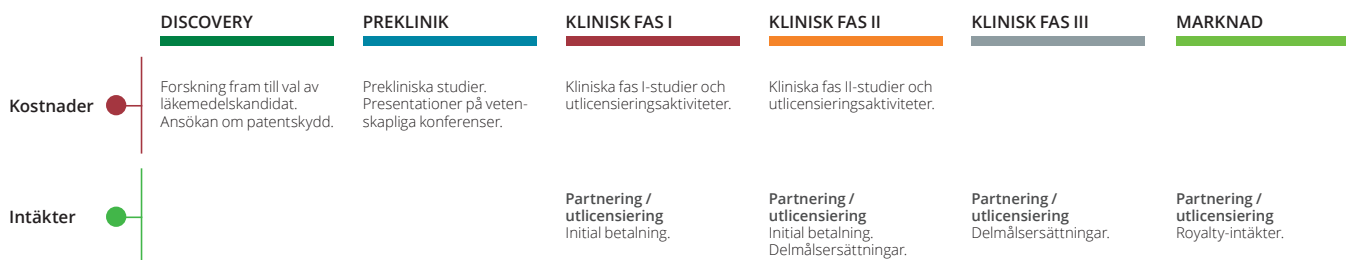 DISCOVERY
PREKLINIK
KLINISK FAS I
KLINISK FAS II
KLINISK FAS III
MARKNAD
Kostnader
Forskning fram till val av
läkemedelskandidat.
Ansökan om patentskydd.
Prekliniska studier.
Presentationer på veten-
skapliga konferenser.
Kliniska fas I-studier och
utlicensieringsaktiviteter.
Kliniska fas II-studier och
utlicensieringsaktiviteter.
Intäkter
Partnering /
utlicensiering
Initial betalning.
Partnering /
utlicensiering
Initial betalning.
Delmålsersättningar.
Partnering /
utlicensiering
Delmålsersättningar.
Partnering /
utlicensiering
Royalty-intäkter.